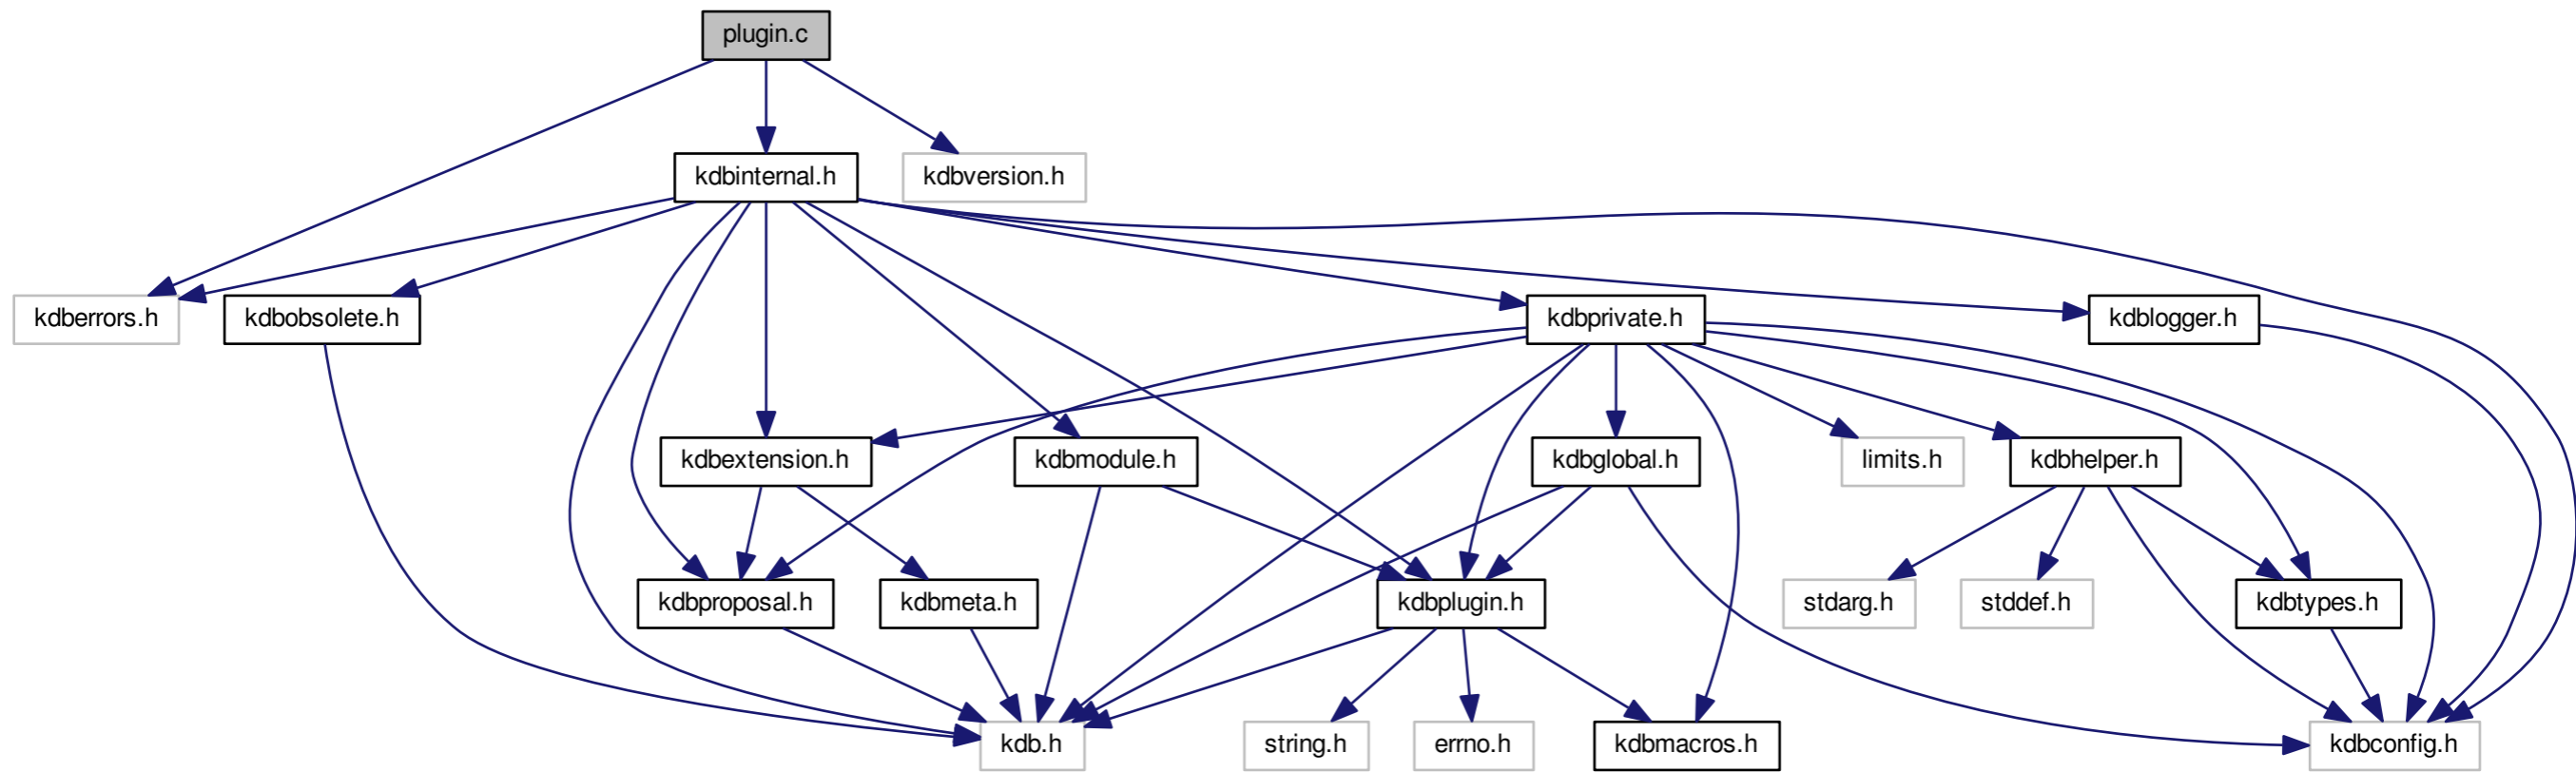 plugin.c
kdbinternal.h
kdbversion.h
kdberrors.h
kdbobsolete.h
kdbprivate.h
kdblogger.h
kdbextension.h
kdbmodule.h
kdbglobal.h
limits.h
kdbhelper.h
kdbproposal.h
kdbmeta.h
kdbplugin.h
stdarg.h
stddef.h
kdbtypes.h
kdb.h
string.h
errno.h
kdbmacros.h
kdbconfig.h